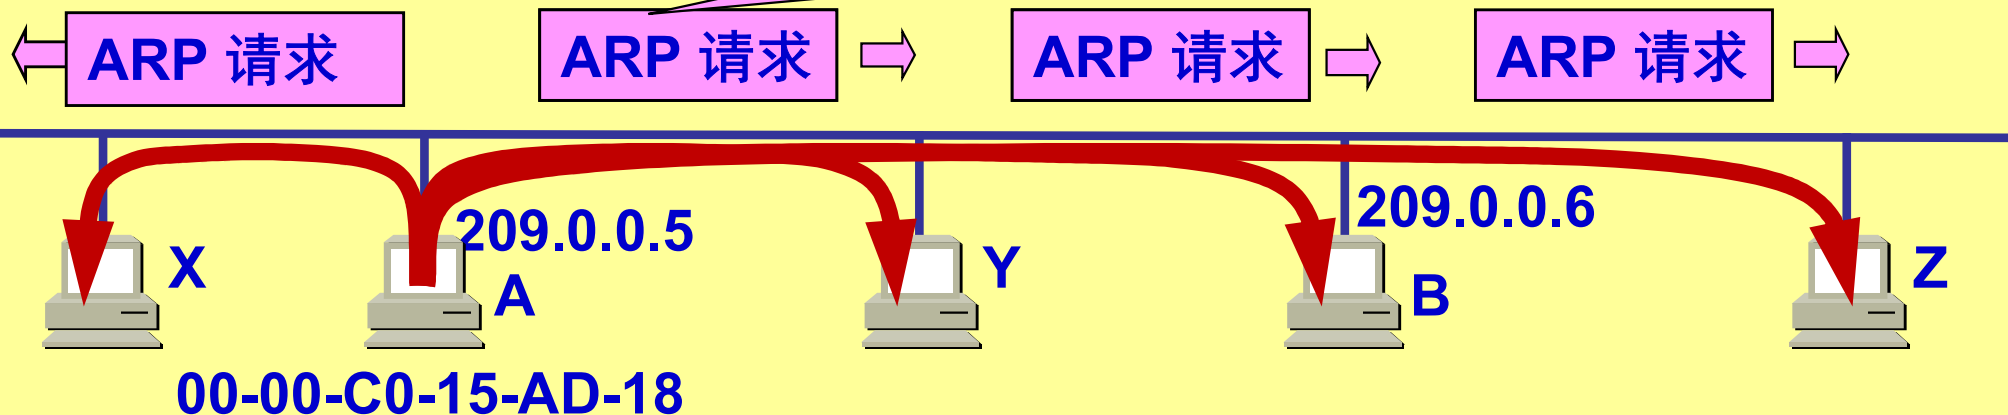 ARP 请求
ARP 请求
ARP 请求
ARP 请求
209.0.0.5
209.0.0.6
X
A
Y
B
Z
00-00-C0-15-AD-18